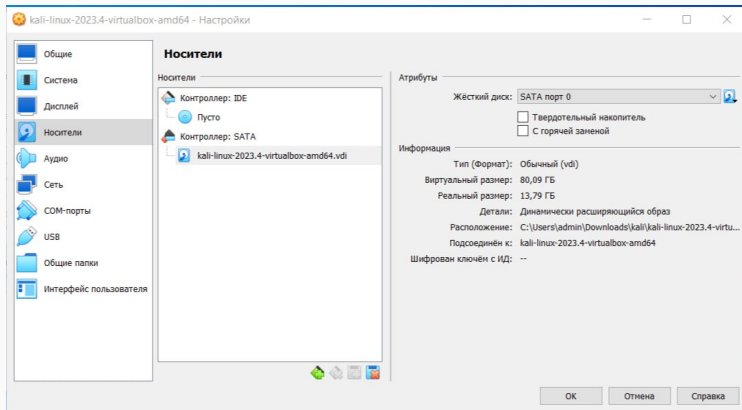 kali-linux-2023.4-virtualbox-amd64 - Настройки
Общие
Система
Дисплей
Носители
Аудио
Сеть
COM-порты
USB
Общие папки
Интерфейс пользователя
Носители
Носители
Контроллер: IDE
Пусто
Контроллер: SATA
kali-linux-2023.4-virtualbox-amd64.vdi
Атрибуты
Жёсткий диск: SATA порт 0
Твердотельный накопитель
С горячей заменой
Информация
Тип (Формат): Обычный (vdi)
Виртуальный размер: 80,09 ГБ
Реальный размер: 13,79 ГБ
Детали: Динамически расширяющийся образ
Расположение: C:\Users\admin\Downloads\kali\kali-linux-2023.4-virtu...
Подсоединён к: kali-linux-2023.4-virtualbox-amd64
Шифрован ключём с ИД: --
OK Отмена Справка